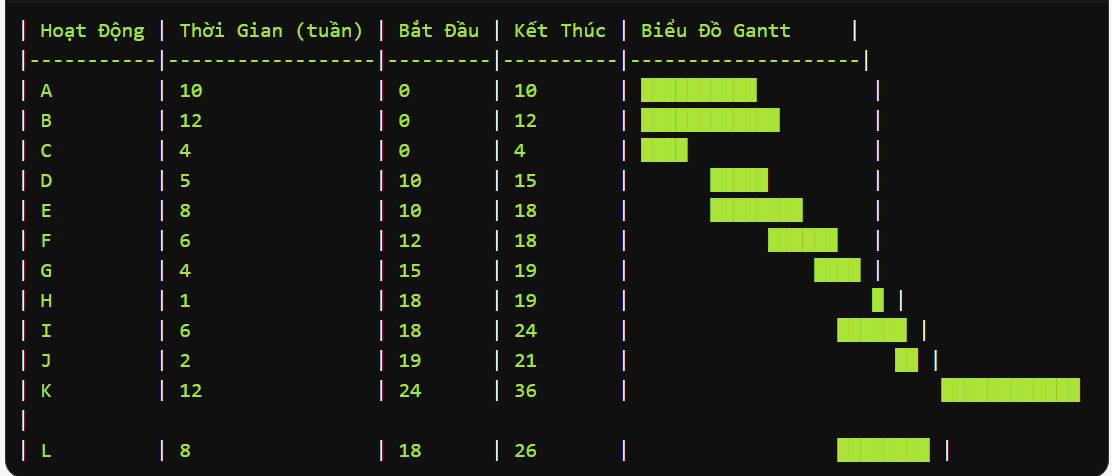 | Hoạt Động | Thời Gian (tuần) | Bắt Đầu | Kết Thúc | Biểu Đồ Gantt     |
|-----------|------------------|---------|----------|--------------------|
| A         | 10               | 0       | 10       | ██████████          |
| B         | 12               | 0       | 12       | ████████████        |
| C         | 4                | 0       | 4        | ████                |
| D         | 5                | 10      | 15       |       █████         |
| E         | 8                | 10      | 18       |       ████████      |
| F         | 6                | 12      | 18       |            ██████   |
| G         | 4                | 15      | 19       |                ████ |
| H         | 1                | 18      | 19       |                     █ |
| I         | 6                | 18      | 24       |                  ██████ |
| J         | 2                | 19      | 21       |                       ██ |
| K         | 12               | 24      | 36       |                           ████████████
|
| L         | 8                | 18      | 26       |                  ████████ |